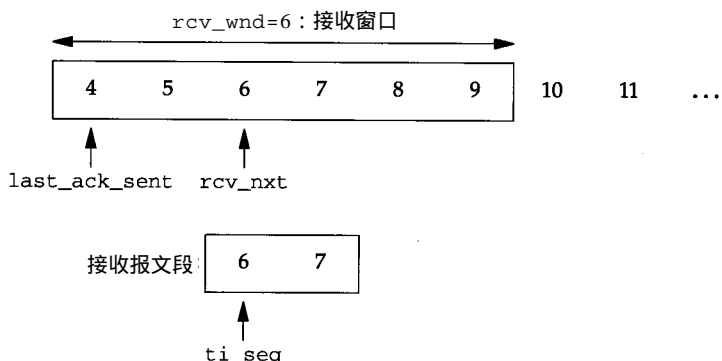 rcv_wnd=6：接收窗口
4 5 6 7 8 9 10 11 ...
last_ack_sent rcv_nxt
接收报文段: 6 7
ti_seq